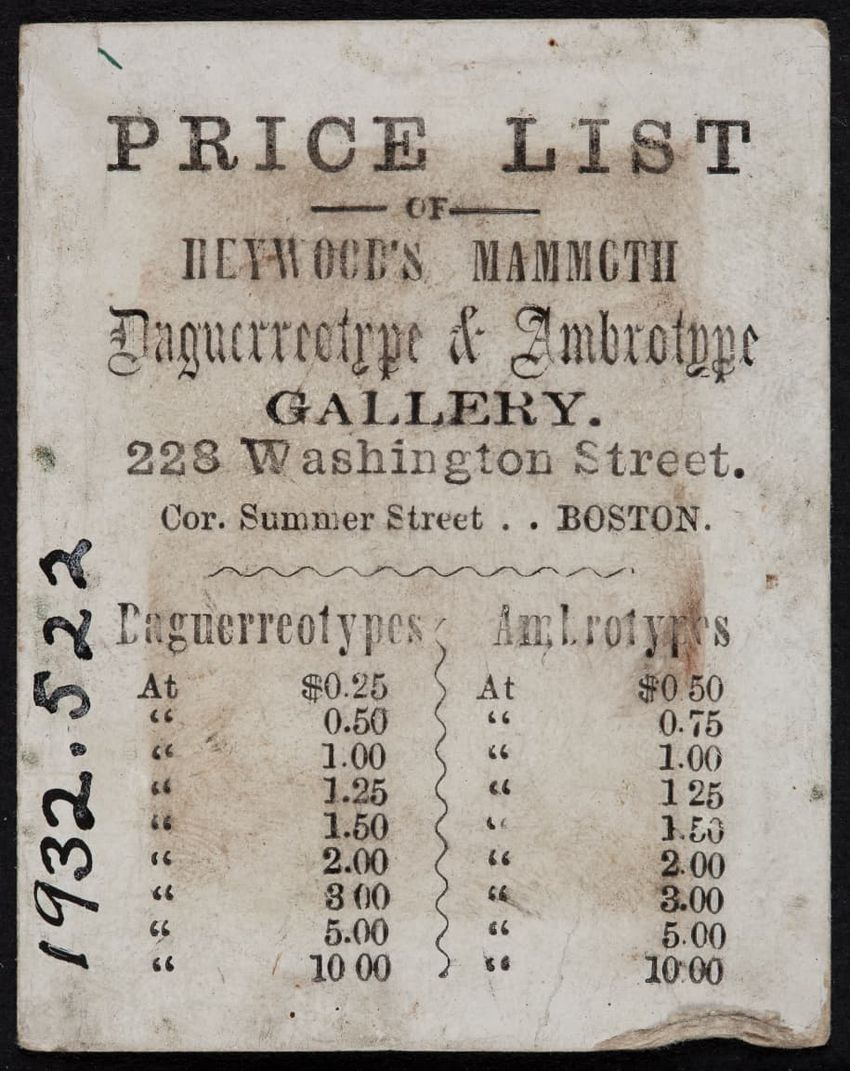 PRICE LIST
OF
HEYWOOD'S MAMMOTH
Daguerreotype & Ambrotype
GALLERY.
228 Washington Street.
Cor. Summer Street . . BOSTON.
Daguerreotypes Ambrotypes
At $0.25 At $0 50
“ 0.50 “ 0.75
“ 1.00 “ 1.00
“ 1.25 “ 1 25
“ 1.50 “ 1.50
“ 2.00 “ 2.00
“ 3 00 “ 3.00
“ 5.00 “ 5.00
“ 10 00 “ 10 00
1932.522